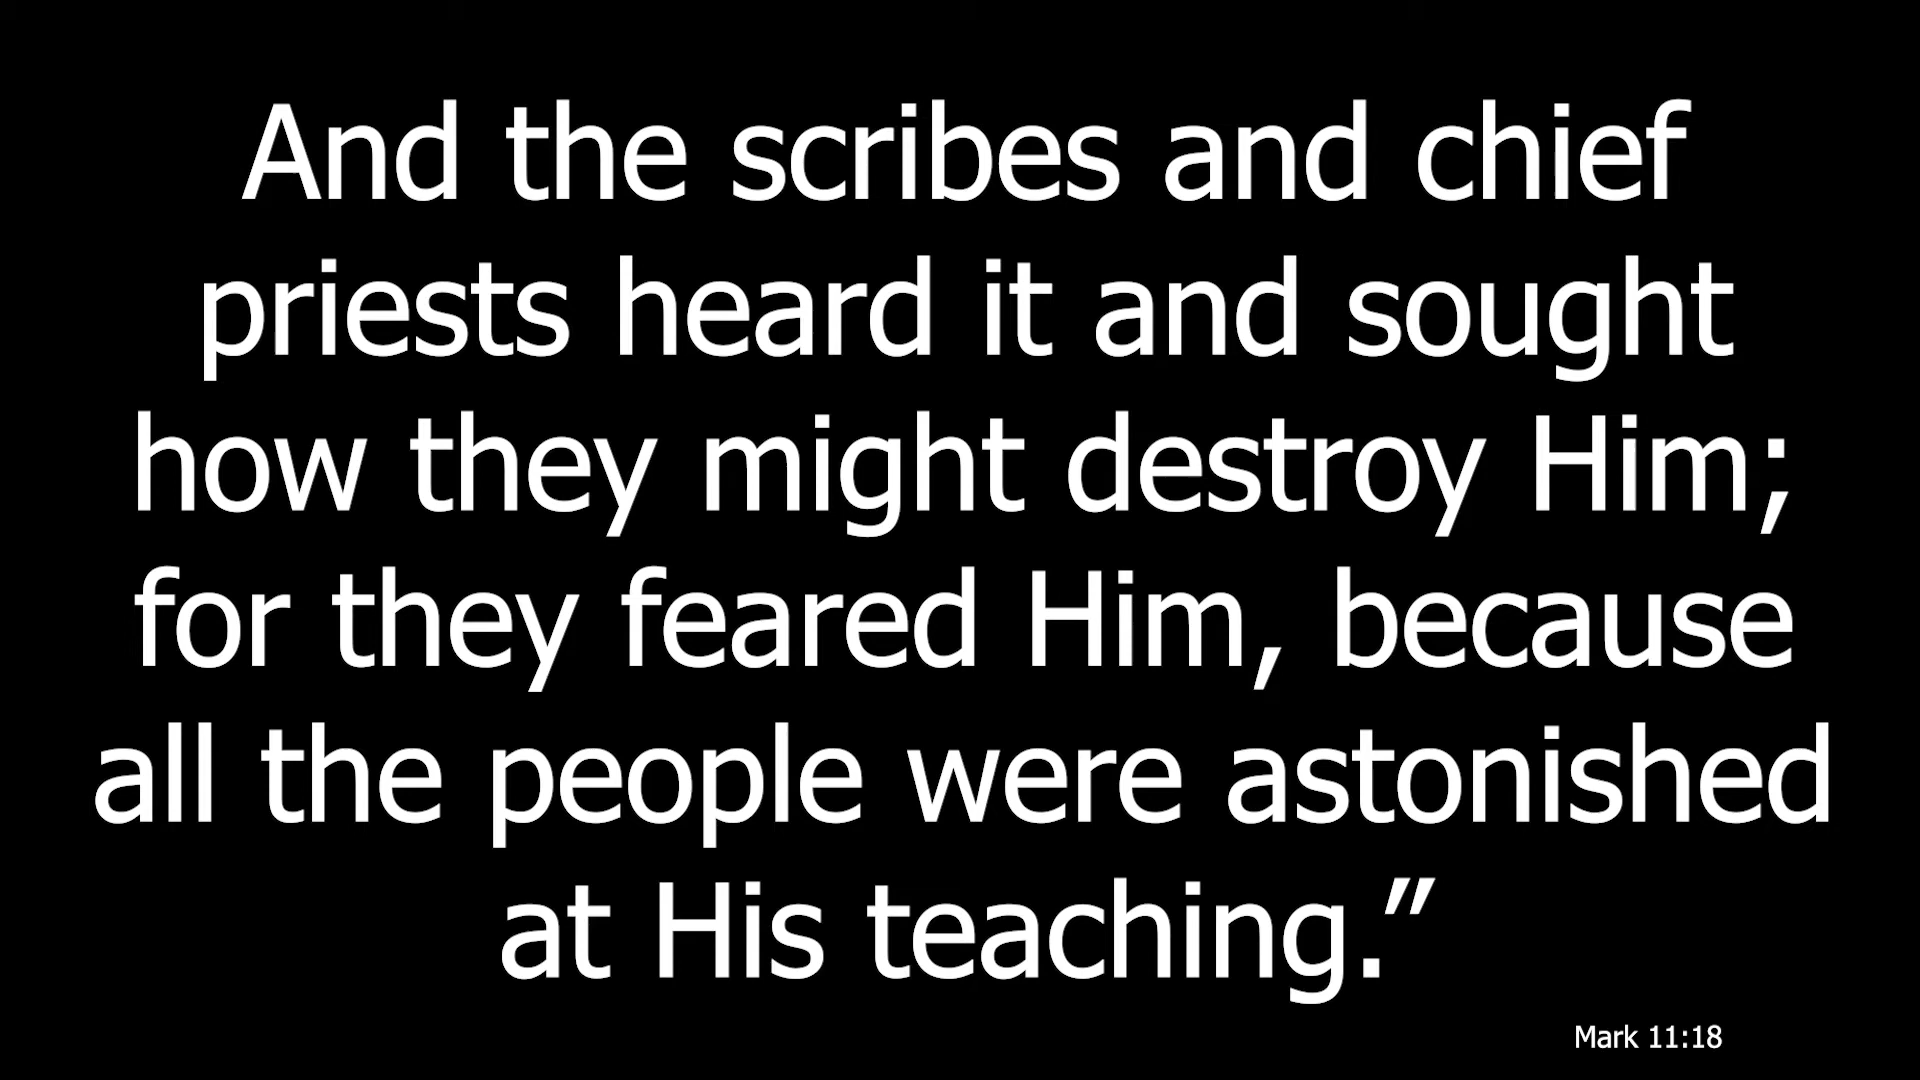 And the scribes and chief
priests heard it and sought
how they might destroy Him;
for they feared Him, because
all the people were astonished
at His teaching.”
Mark 11:18